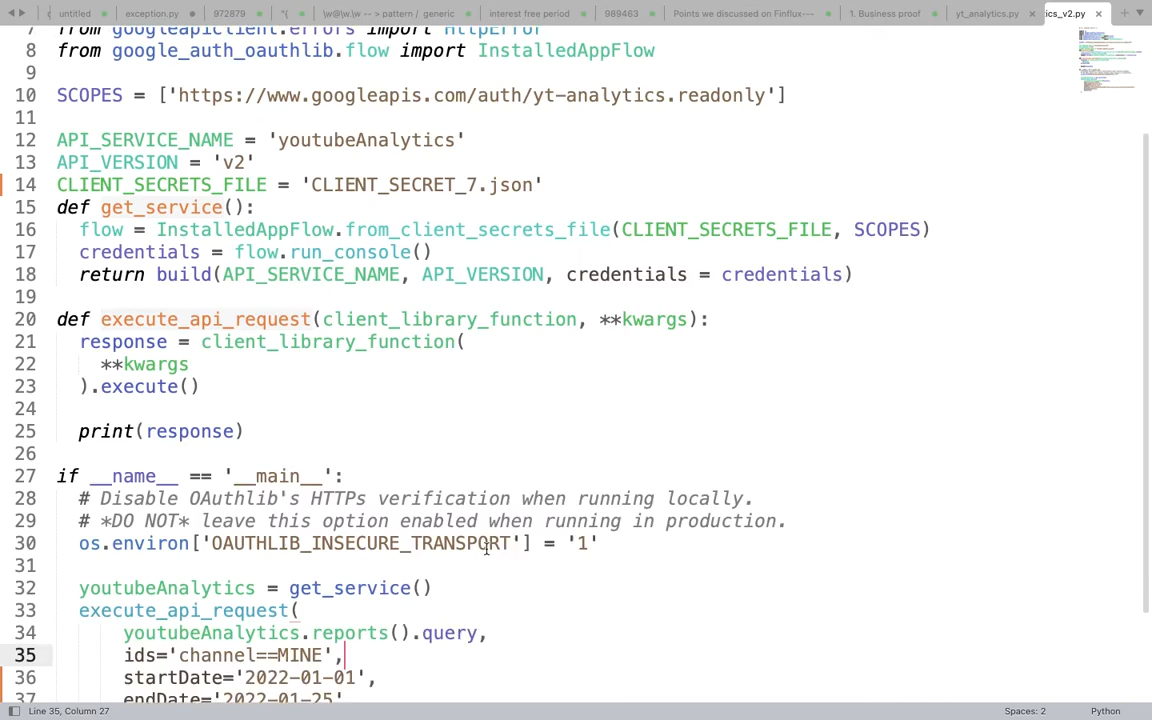 untitled
exception.py
972879
"{
\w@\w.\w --> pattern / generic
interest free period
989463
Points we discussed on Finflux---
1. Business proof
yt_analytics.py
ics_v2.py
7 from googleapiclient.errors import HttpError
8 from google_auth_oauthlib.flow import InstalledAppFlow
9
10 SCOPES = ['https://www.googleapis.com/auth/yt-analytics.readonly']
11
12 API_SERVICE_NAME = 'youtubeAnalytics'
13 API_VERSION = 'v2'
14 CLIENT_SECRETS_FILE = 'CLIENT_SECRET_7.json'
15 def get_service():
16 flow = InstalledAppFlow.from_client_secrets_file(CLIENT_SECRETS_FILE, SCOPES)
17 credentials = flow.run_console()
18 return build(API_SERVICE_NAME, API_VERSION, credentials = credentials)
19
20 def execute_api_request(client_library_function, **kwargs):
21 response = client_library_function(
22 **kwargs
23 ).execute()
24
25 print(response)
26
27 if __name__ == '__main__':
28 # Disable OAuthlib's HTTPs verification when running locally.
29 # *DO NOT* leave this option enabled when running in production.
30 os.environ['OAUTHLIB_INSECURE_TRANSPORT'] = '1'
31
32 youtubeAnalytics = get_service()
33 execute_api_request(
34 youtubeAnalytics.reports().query,
35 ids='channel==MINE',
36 startDate='2022-01-01',
37 endDate='2022-01-25'
Line 35, Column 27
Spaces: 2
Python